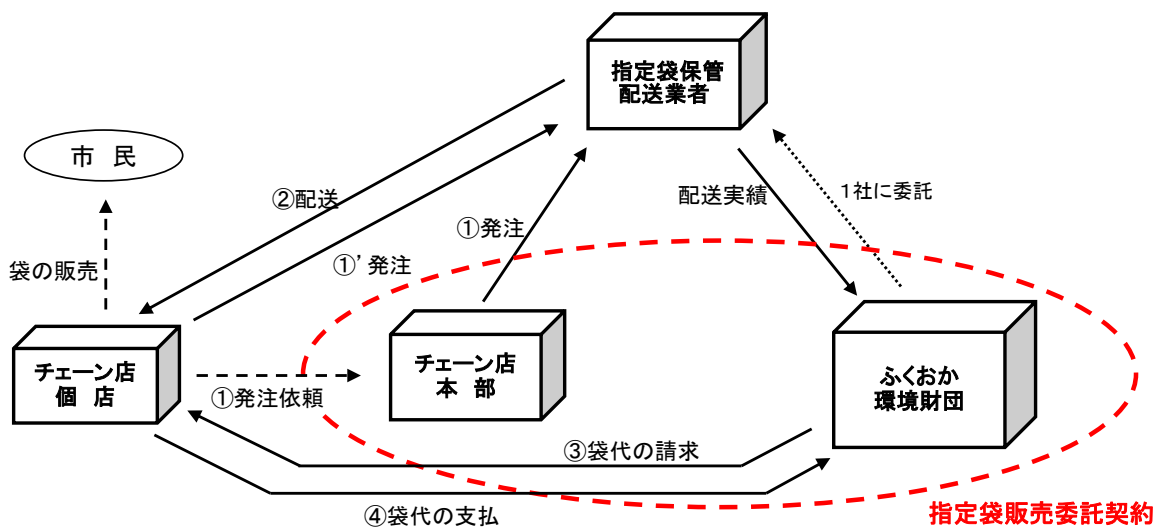 指定袋保管
配送業者
市 民
②配送
配送実績
1社に委託
①発注
①’発注
袋の販売
チェーン店
個 店
①発注依頼
チェーン店
本 部
ふくおか
環境財団
③袋代の請求
④袋代の支払
指定袋販売委託契約